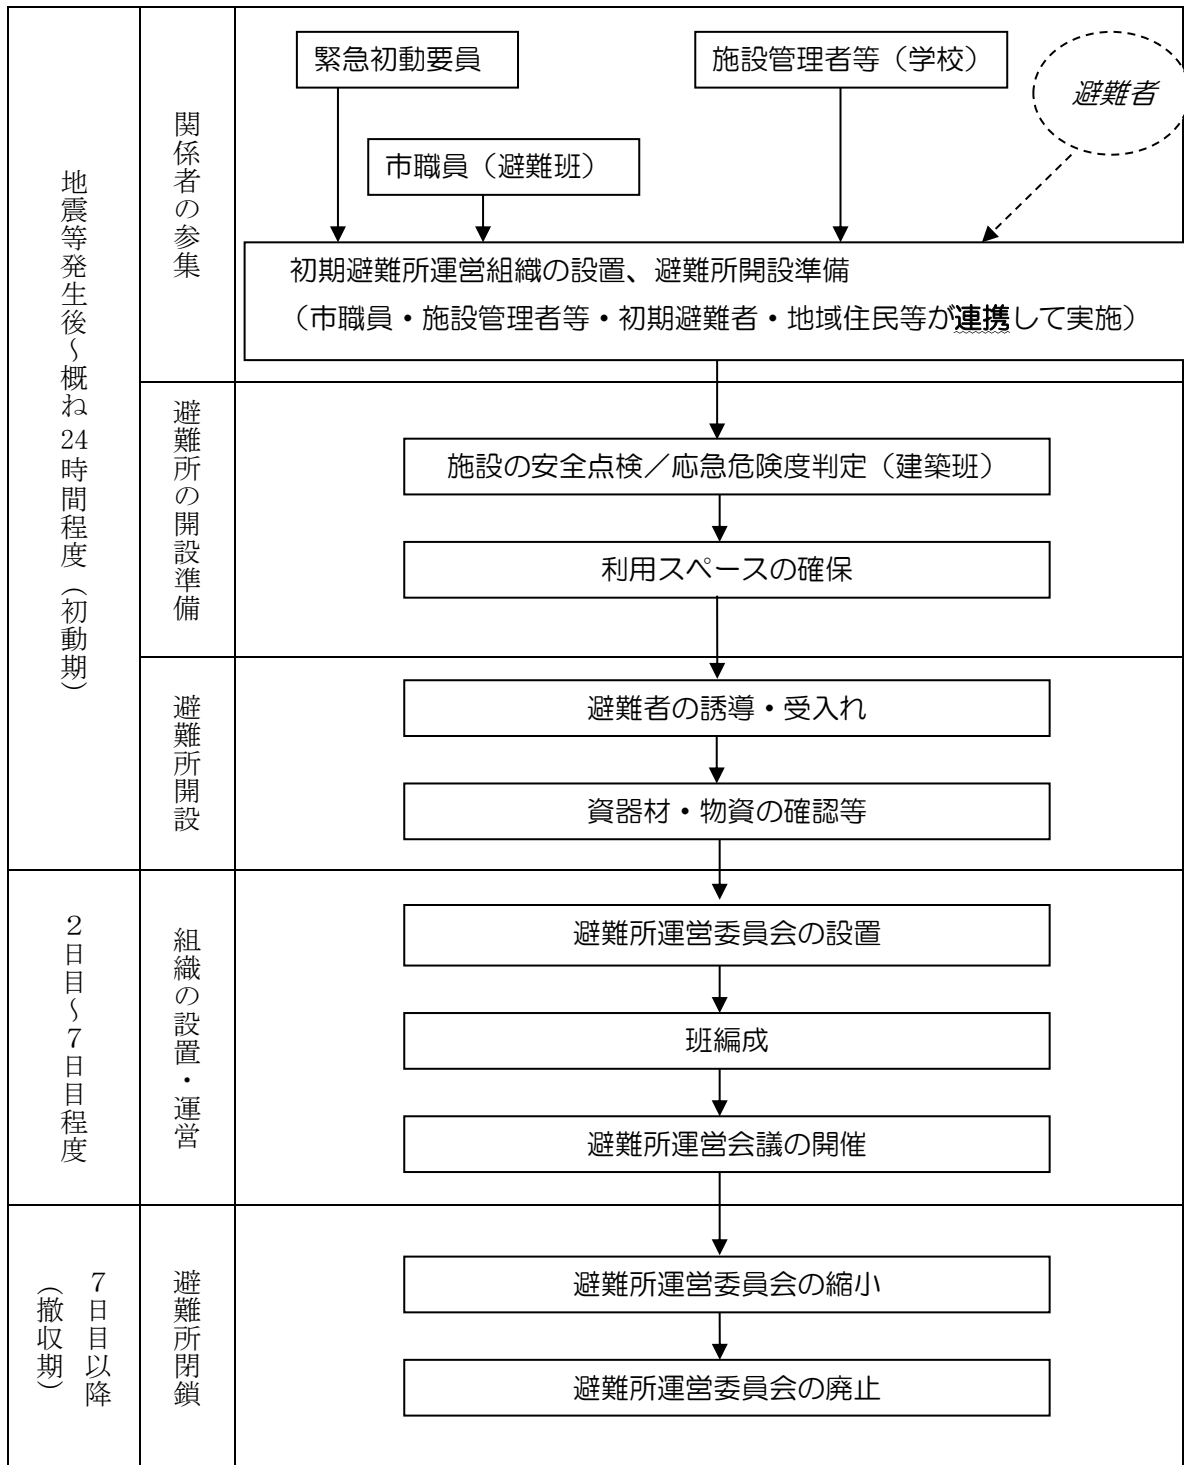 地震等発生後～概ね24時間程度（初動期）
関係者の参集
緊急初動要員
施設管理者等（学校）
避難者
市職員（避難班）
初期避難所運営組織の設置、避難所開設準備
（市職員・施設管理者等・初期避難者・地域住民等が連携して実施）
避難所の開設準備
施設の安全点検／応急危険度判定（建築班）
利用スペースの確保
避難所開設
避難者の誘導・受入れ
資器材・物資の確認等
２日目～７日目程度
組織の設置・運営
避難所運営委員会の設置
班編成
避難所運営会議の開催
７日目以降
（撤収期）
避難所閉鎖
避難所運営委員会の縮小
避難所運営委員会の廃止